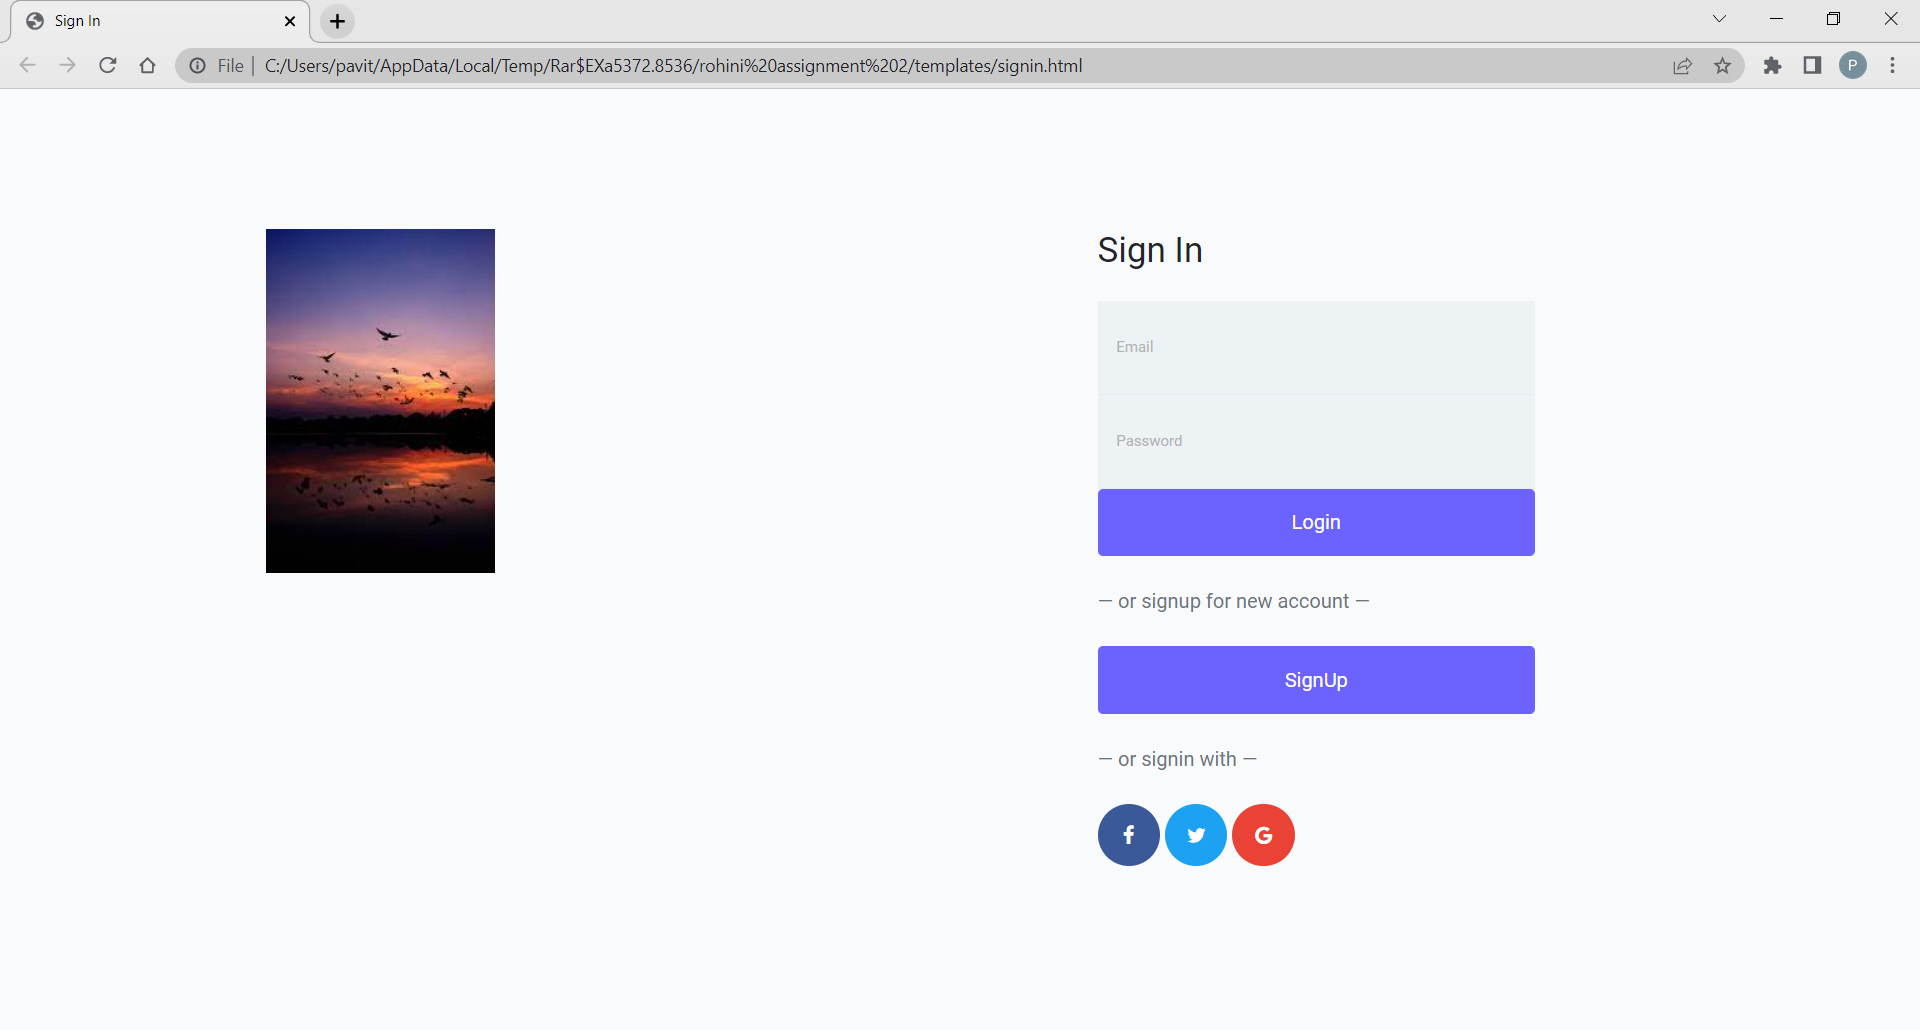 Sign In
File | C:/Users/pavit/AppData/Local/Temp/Rar$EXa5372.8536/rohini%20assignment%202/templates/signin.html
P
Sign In
Email
Password
Login
— or signup for new account —
SignUp
— or signin with —
f
G